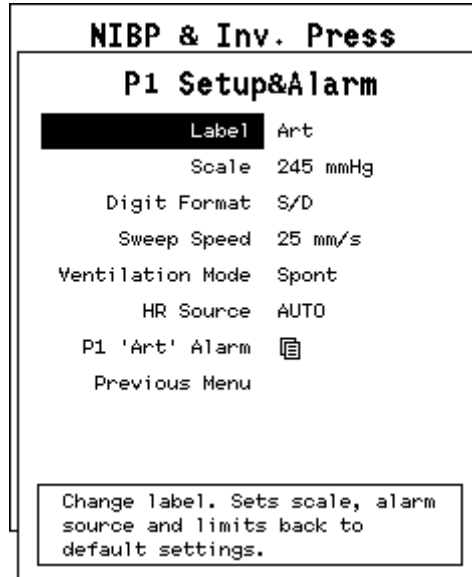 NIBP & Inv. Press
P1 Setup&Alarm
Label Art
Scale 245 mmHg
Digit Format S/D
Sweep Speed 25 mm/s
Ventilation Mode Spont
HR Source AUTO
P1 'Art' Alarm
Previous Menu
Change label. Sets scale, alarm
source and limits back to
default settings.